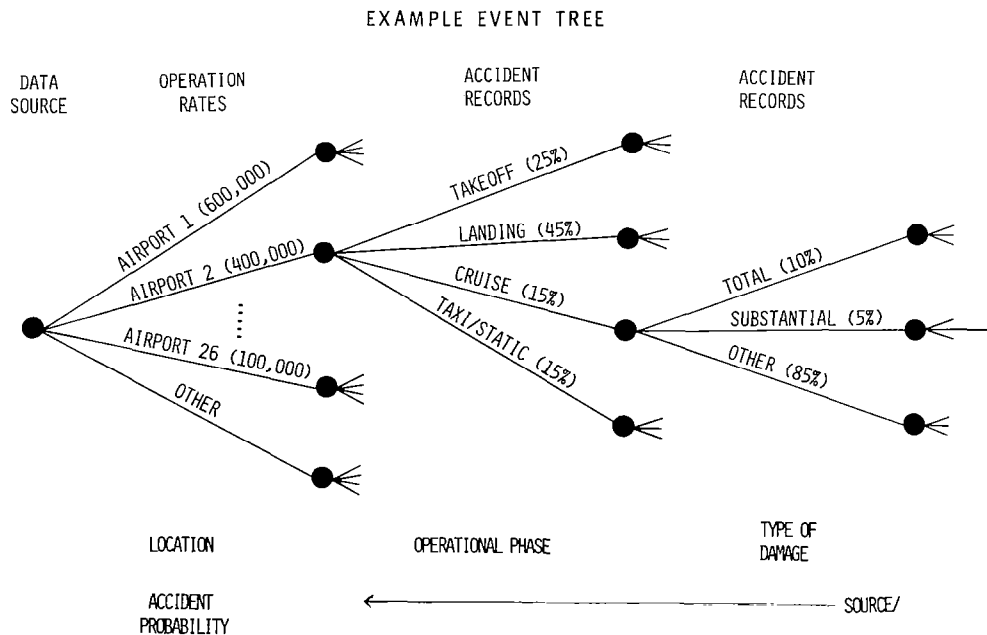 EXAMPLE EVENT TREE
DATA
SOURCE
OPERATION
RATES
ACCIDENT
RECORDS
ACCIDENT
RECORDS
AIRPORT 1 (600,000)
AIRPORT 2 (400,000)
AIRPORT 26 (100,000)
OTHER
TAKEOFF (25%)
LANDING (45%)
CRUISE (15%)
TAXI/STATIC (15%)
TOTAL (10%)
SUBSTANTIAL (5%)
OTHER (85%)
LOCATION
OPERATIONAL PHASE
TYPE OF
DAMAGE
ACCIDENT
PROBABILITY
SOURCE/